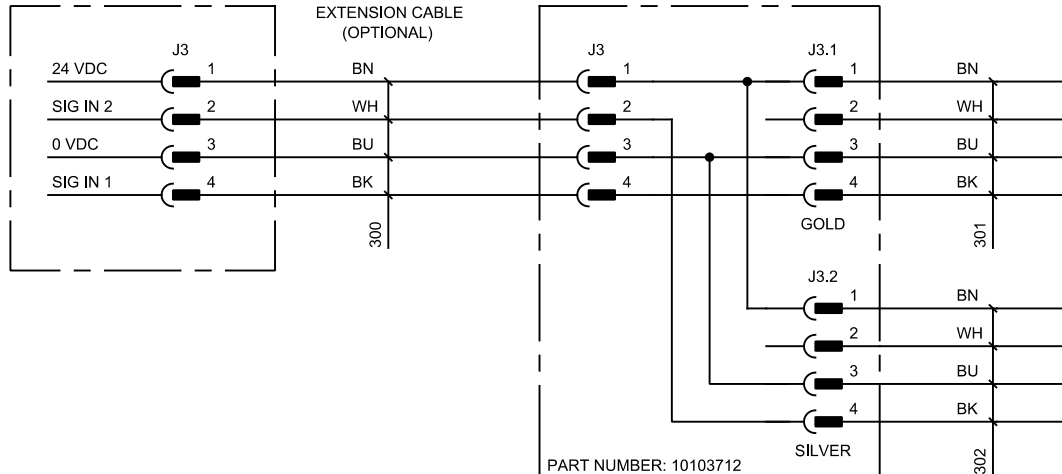 EXTENSION CABLE
(OPTIONAL)
J3
24 VDC
1
BN
SIG IN 2
2
WH
0 VDC
3
BU
SIG IN 1
4
BK
300
J3
1
2
3
4
J3.1
1
BN
2
WH
3
BU
4
BK
GOLD
301
J3.2
1
BN
2
WH
3
BU
4
BK
SILVER
302
PART NUMBER: 10103712